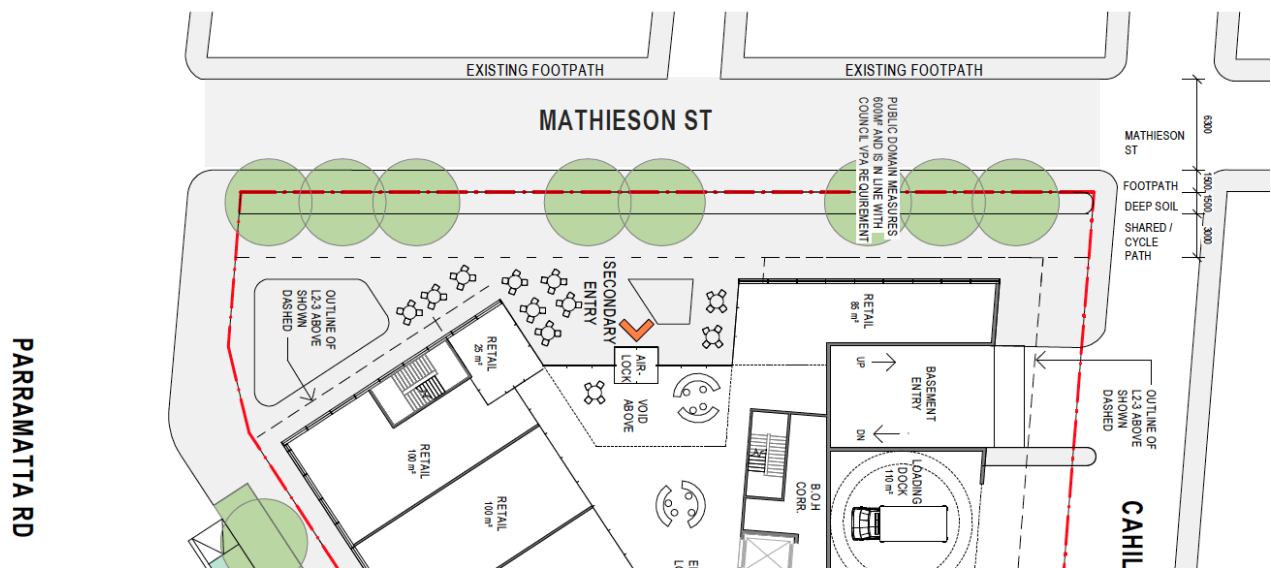 EXISTING FOOTPATH
EXISTING FOOTPATH
MATHIESON ST
PUBLIC DOMAIN MEASURES
600M² AND IS IN LINE WITH
COUNCIL VPA REQUIREMENT
MATHIESON
ST
6300
FOOTPATH
1500
DEEP SOIL
1500
SHARED /
CYCLE
PATH
3000
SECONDARY
ENTRY
OUTLINE OF
L2-3 ABOVE
SHOWN
DASHED
RETAIL
25 m²
AIR-
LOCK
VOID
ABOVE
RETAIL
85 m²
UP
BASEMENT
ENTRY
DN
OUTLINE OF
L2-3 ABOVE
SHOWN
DASHED
PARRAMATTA RD
RETAIL
100 m²
RETAIL
100 m²
B.O.H
CORR.
LOADING
DOCK
110 m²
CAHIL